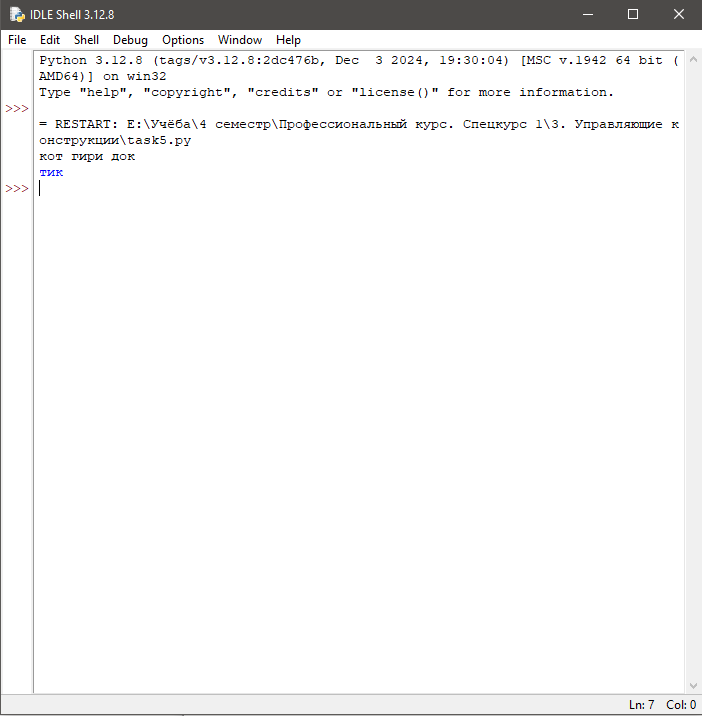 IDLE Shell 3.12.8
File Edit Shell Debug Options Window Help
Python 3.12.8 (tags/v3.12.8:2dc476b, Dec  3 2024, 19:30:04) [MSC v.1942 64 bit (
AMD64)] on win32
Type "help", "copyright", "credits" or "license()" for more information.
>>>
= RESTART: E:\Учёба\4 семестр\Профессиональный курс. Спецкурс 1\3. Управляющие к
онструкции\task5.py
кот гири док
тик
>>>
Ln: 7 Col: 0